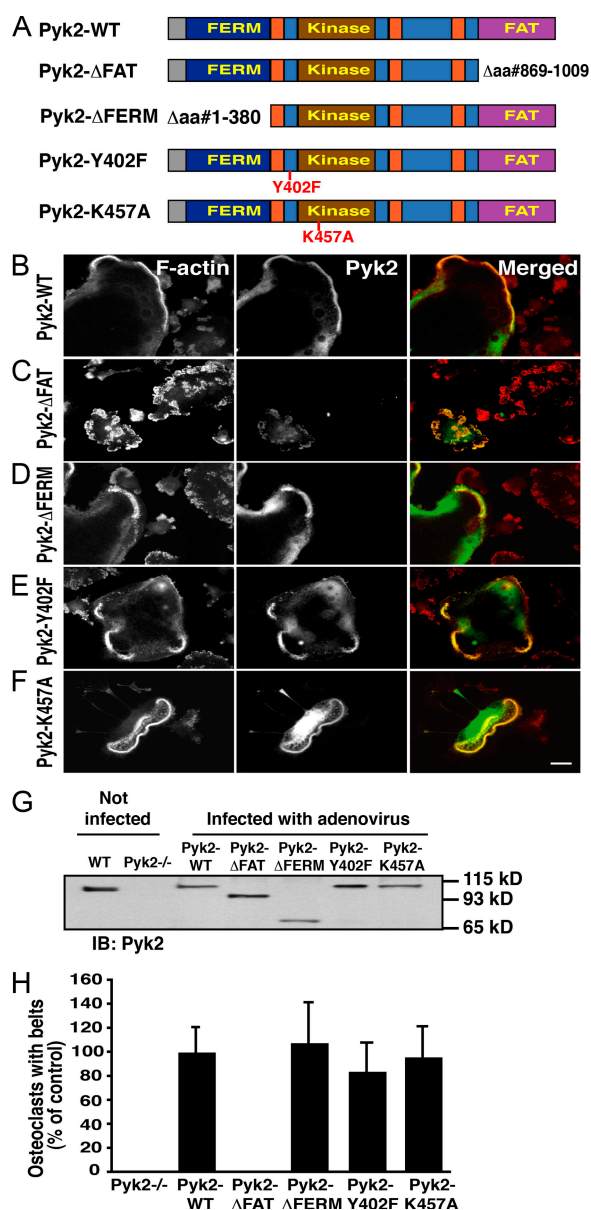 A
Pyk2-WT
FERM Kinase FAT
Pyk2-ΔFAT
FERM Kinase
Δaa#869-1009
Pyk2-ΔFERM
Δaa#1-380
Kinase FAT
Pyk2-Y402F
FERM Kinase FAT
Y402F
Pyk2-K457A
FERM Kinase FAT
K457A
B
Pyk2-WT
F-actin Pyk2 Merged
C
Pyk2-ΔFAT
D
Pyk2-ΔFERM
E
Pyk2-Y402F
F
Pyk2-K457A
G
Not infected
Infected with adenovirus
WT Pyk2-/- Pyk2-WT Pyk2-ΔFAT Pyk2-ΔFERM Pyk2-Y402F Pyk2-K457A
115 kD
93 kD
65 kD
IB: Pyk2
H
Osteoclasts with belts
(% of control)
160
140
120
100
80
60
40
20
0
Pyk2-/- Pyk2-WT Pyk2-ΔFAT Pyk2-ΔFERM Pyk2-Y402F Pyk2-K457A